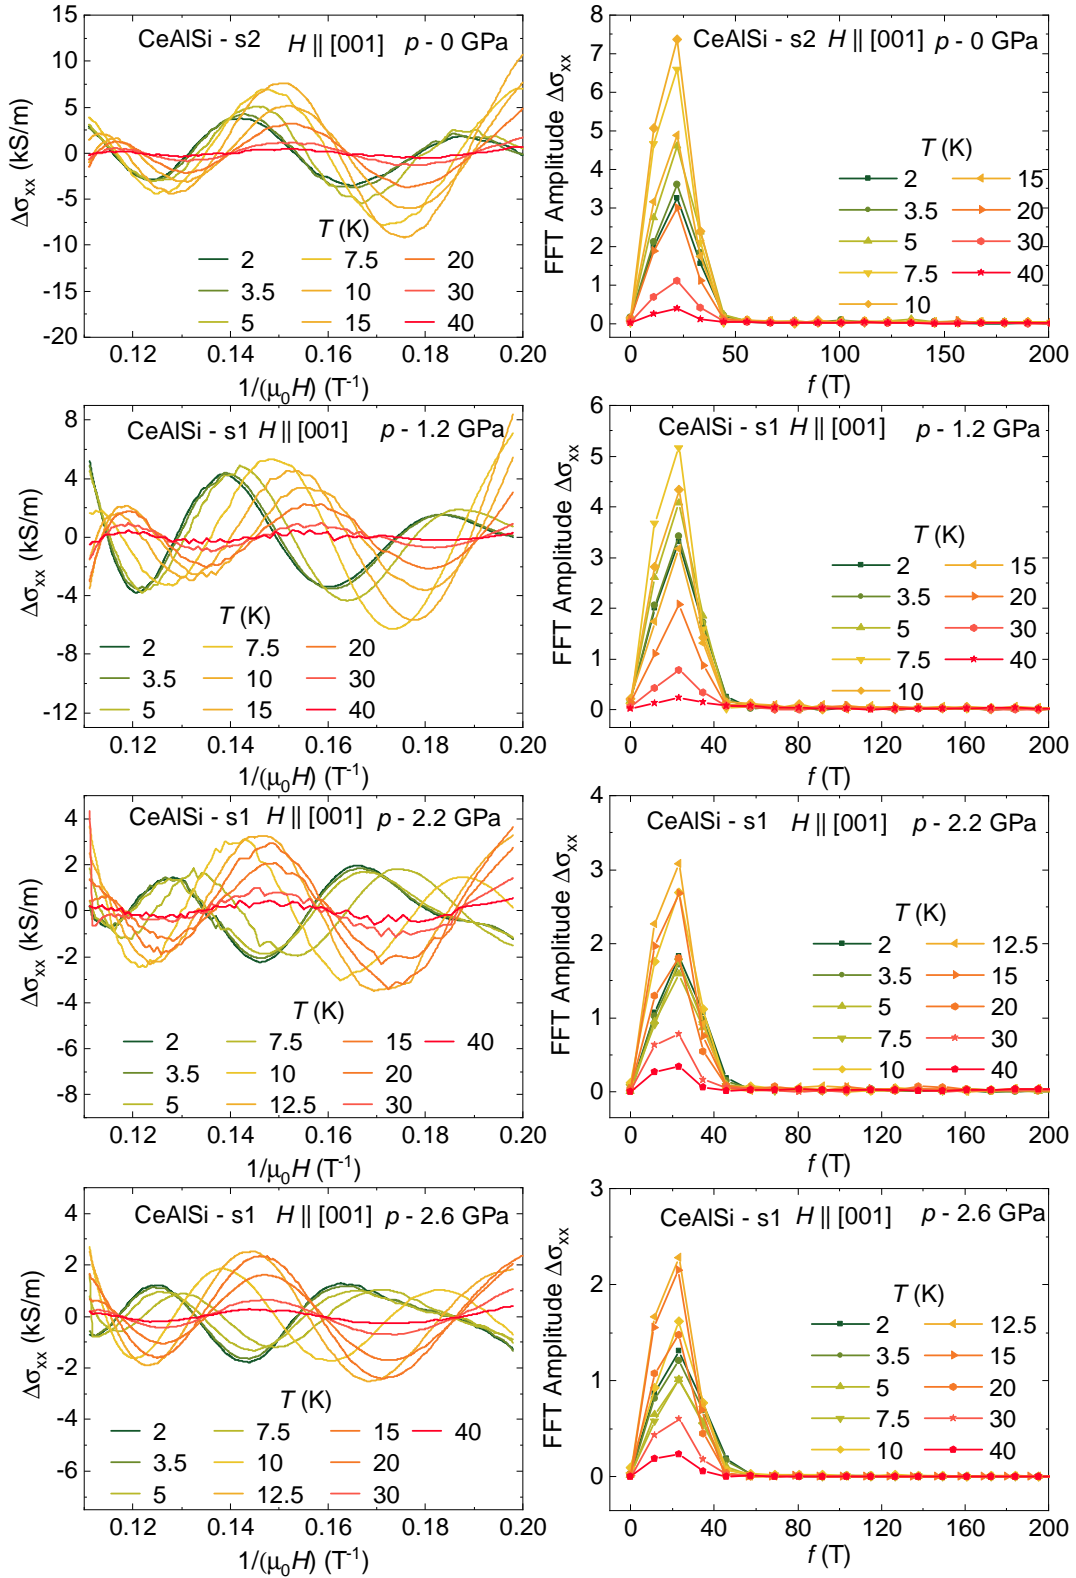 CeAlSi - s2 H || [001] p - 0 GPa
15
10
5
0
-5
-10
-15
-20
Δσxx (kS/m)
T (K)
2 7.5 20
3.5 10 30
5 15 40
0.12 0.14 0.16 0.18 0.20
1/(μ0H) (T-1)
CeAlSi - s2 H || [001] p - 0 GPa
8
7
6
5
4
3
2
1
0
FFT Amplitude Δσxx
T (K)
2 15
3.5 20
5 30
7.5 40
10
0 50 100 150 200
f (T)
CeAlSi - s1 H || [001] p - 1.2 GPa
8
4
0
-4
-8
-12
Δσxx (kS/m)
T (K)
2 7.5 20
3.5 10 30
5 15 40
0.12 0.14 0.16 0.18 0.20
1/(μ0H) (T-1)
CeAlSi - s1 H || [001] p - 1.2 GPa
6
5
4
3
2
1
0
FFT Amplitude Δσxx
T (K)
2 15
3.5 20
5 30
7.5 40
10
0 40 80 120 160 200
f (T)
CeAlSi - s1 H || [001] p - 2.2 GPa
4
2
0
-2
-4
-6
-8
Δσxx (kS/m)
T (K)
2 7.5 15 40
3.5 10 20
5 12.5 30
0.12 0.14 0.16 0.18 0.20
1/μ0H (T-1)
CeAlSi - s1 H || [001] p - 2.2 GPa
4
3
2
1
0
FFT Amplitude Δσxx
T (K)
2 12.5
3.5 15
5 20
7.5 30
10 40
0 40 80 120 160 200
f (T)
CeAlSi - s1 H || [001] p - 2.6 GPa
4
2
0
-2
-4
-6
Δσxx (kS/m)
T (K)
2 7.5 15 40
3.5 10 20
5 12.5 30
0.12 0.14 0.16 0.18 0.20
1/(μ0H) (T-1)
CeAlSi - s1 H || [001] p - 2.6 GPa
3
2
1
0
FFT Amplitude Δσxx
T (K)
2 12.5
3.5 15
5 20
7.5 30
10 40
0 40 80 120 160 200
f (T)